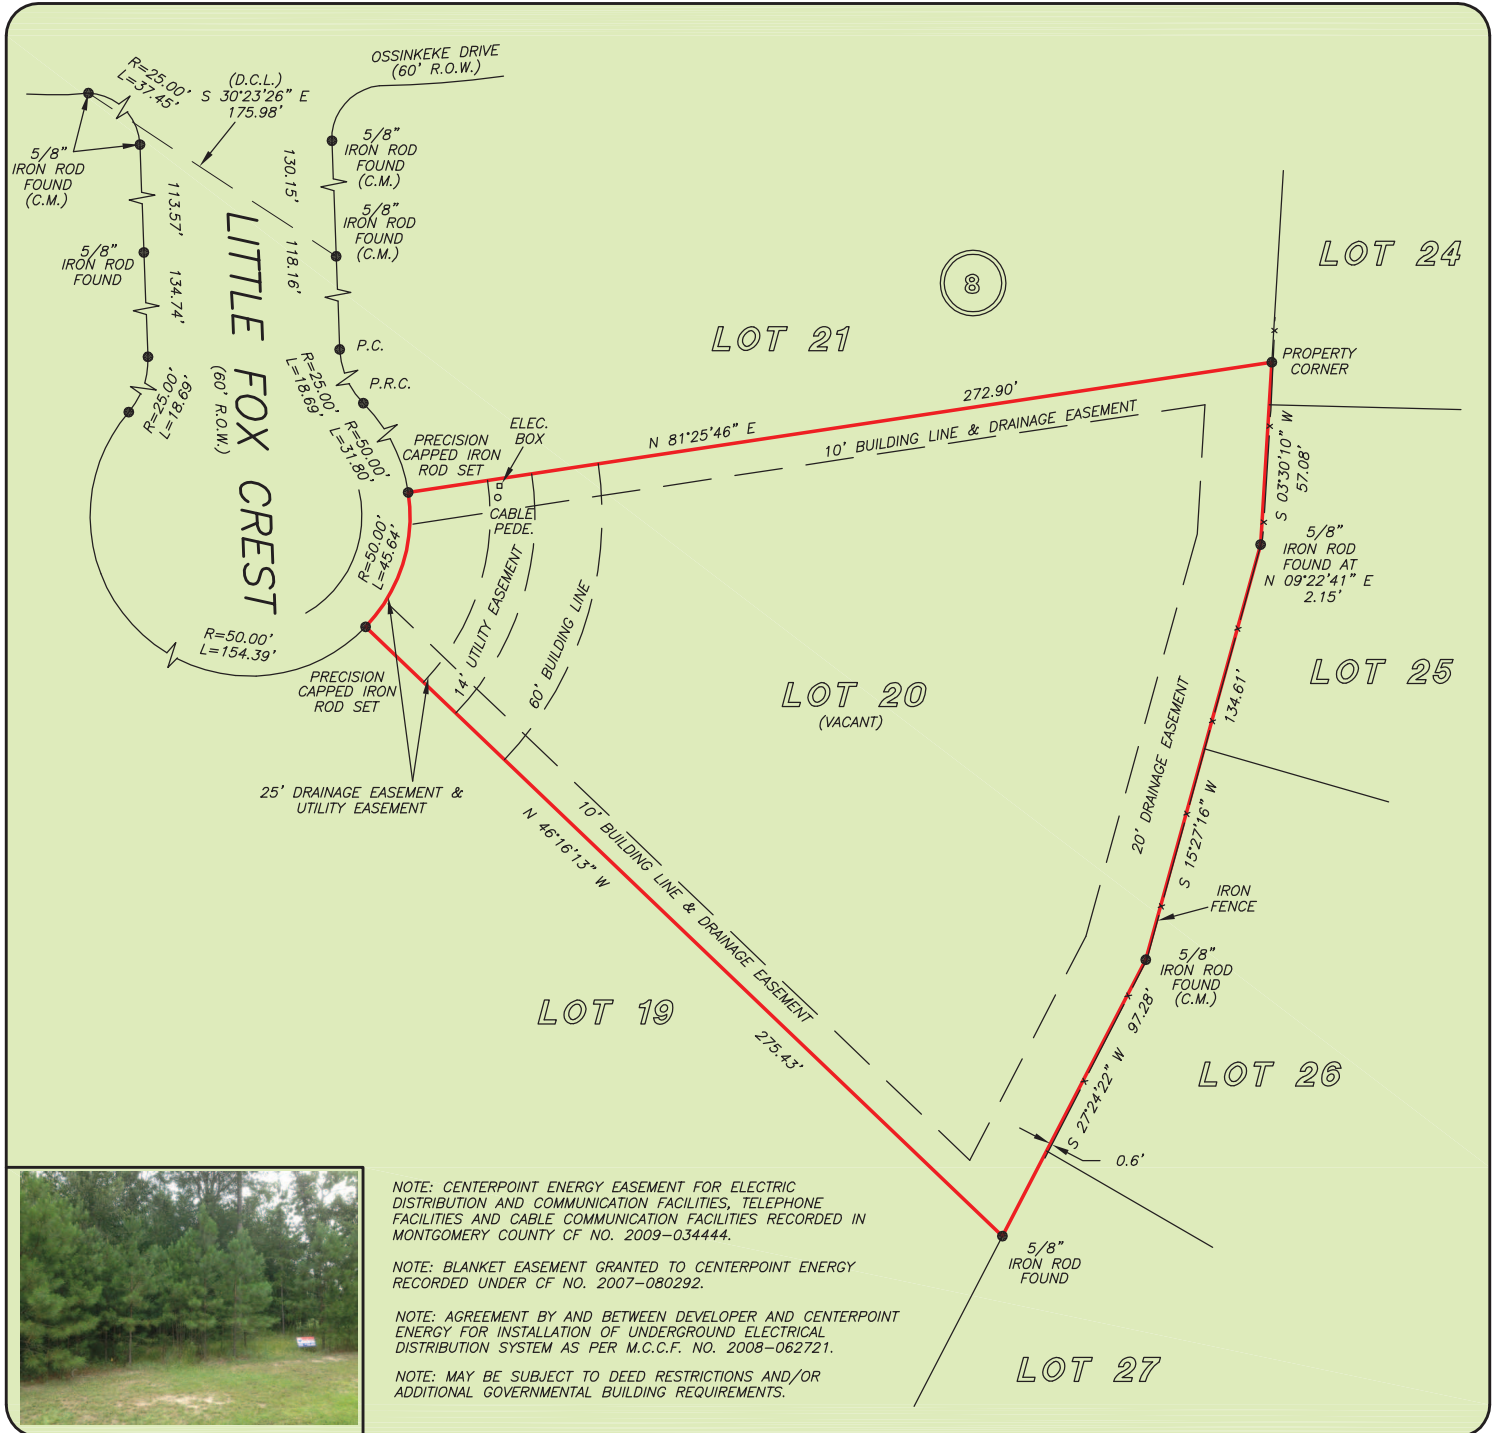 OSSINKEKE DRIVE
(60' R.O.W.)
R=25.00'
L=37.45'
(D.C.L.)
S 30°23'26" E
175.98'
5/8"
IRON ROD
FOUND
(C.M.)
5/8"
IRON ROD
FOUND
(C.M.)
130.15'
113.57'
5/8"
IRON ROD
FOUND
(C.M.)
118.16'
5/8"
IRON ROD
FOUND
134.74'
LITTLE FOX CREST
(60' R.O.W.)
P.C.
P.R.C.
R=25.00'
L=18.69'
R=25.00'
L=18.69'
R=50.00'
L=31.80'
LOT 24
8
LOT 21
PROPERTY
CORNER
272.90'
N 81°25'46" E
10' BUILDING LINE & DRAINAGE EASEMENT
ELEC.
BOX
PRECISION
CAPPED IRON
ROD SET
CABLE
PEDE.
S 03°30'10" W
57.08'
5/8"
IRON ROD
FOUND AT
N 09°22'41" E
2.15'
R=50.00'
L=45.64'
14' UTILITY EASEMENT
60' BUILDING LINE
R=50.00'
L=154.39'
PRECISION
CAPPED IRON
ROD SET
LOT 20
(VACANT)
LOT 25
134.61'
20' DRAINAGE EASEMENT
25' DRAINAGE EASEMENT &
UTILITY EASEMENT
N 46°16'13" W
10' BUILDING LINE & DRAINAGE EASEMENT
S 15°27'16" W
IRON
FENCE
5/8"
IRON ROD
FOUND
(C.M.)
LOT 19
275.43'
97.28'
S 27°24'22" W
LOT 26
0.6'
5/8"
IRON ROD
FOUND
LOT 27
NOTE: CENTERPOINT ENERGY EASEMENT FOR ELECTRIC
DISTRIBUTION AND COMMUNICATION FACILITIES, TELEPHONE
FACILITIES AND CABLE COMMUNICATION FACILITIES RECORDED IN
MONTGOMERY COUNTY CF NO. 2009-034444.
NOTE: BLANKET EASEMENT GRANTED TO CENTERPOINT ENERGY
RECORDED UNDER CF NO. 2007-080292.
NOTE: AGREEMENT BY AND BETWEEN DEVELOPER AND CENTERPOINT
ENERGY FOR INSTALLATION OF UNDERGROUND ELECTRICAL
DISTRIBUTION SYSTEM AS PER M.C.C.F. NO. 2008-062721.
NOTE: MAY BE SUBJECT TO DEED RESTRICTIONS AND/OR
ADDITIONAL GOVERNMENTAL BUILDING REQUIREMENTS.